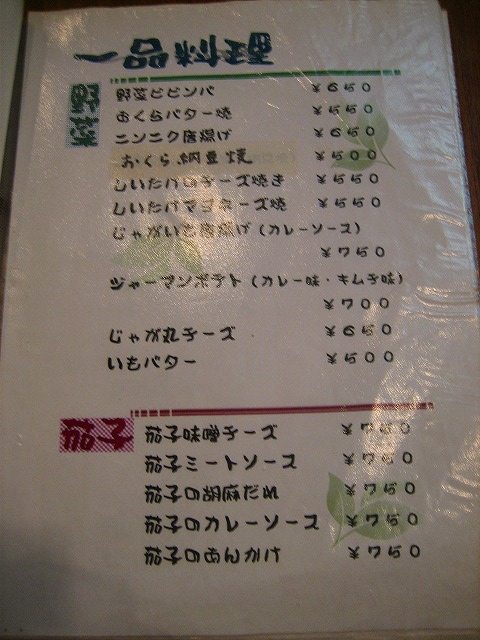 一品料理
野菜
野菜ビビンバ ¥650
おくらバター焼 ¥550
ニンニク唐揚げ ¥650
おくら納豆焼 ¥500
しいたけチーズ焼き ¥550
しいたけマヨネーズ焼 ¥550
じゃがいも唐揚げ(カレーソース)
¥750
ジャーマンポテト(カレー味・キムチ味)
¥700
じゃが丸チーズ ¥650
いもバター ¥500
茄子
茄子味噌チーズ ¥750
茄子ミートソース ¥750
茄子の胡麻だれ ¥750
茄子のカレーソース ¥750
茄子のあんかけ ¥750